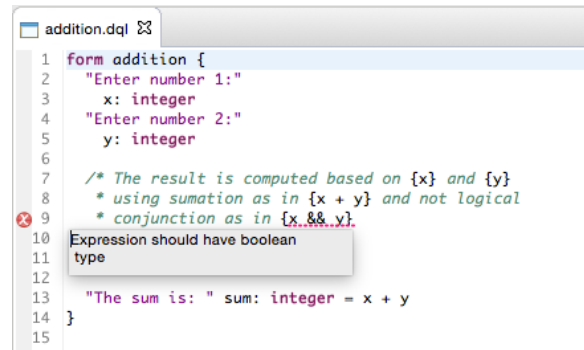 addition.dql
1 form addition {
2 "Enter number 1:"
3 x: integer
4 "Enter number 2:"
5 y: integer
6
7 /* The result is computed based on {x} and {y}
8 * using sumation as in {x + y} and not logical
9 * conjunction as in {x && y}
10 Expression should have boolean
11 type
12
13 "The sum is: " sum: integer = x + y
14 }
15